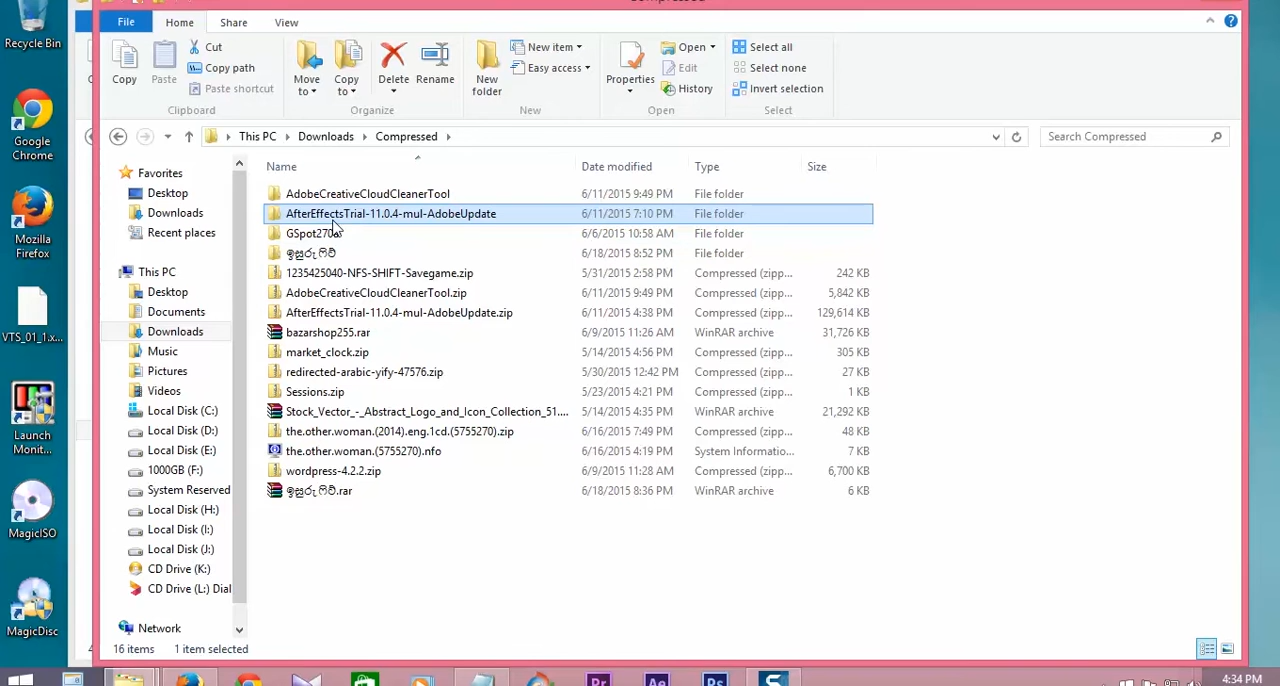 Compressed
File Home Share View
Copy Paste Cut Copy path Paste shortcut
Move to Copy to Delete Rename
New folder New item Easy access
Properties Open Edit History
Select all Select none Invert selection
Clipboard Organize New Open Select
This PC Downloads Compressed Search Compressed
Name Date modified Type Size
AdobeCreativeCloudCleanerTool 6/11/2015 9:49 PM File folder
AfterEffectsTrial-11.0.4-mul-AdobeUpdate 6/11/2015 7:10 PM File folder
6/6/2015 10:58 AM File folder
ඉසුරු ෆිට් 6/18/2015 8:52 PM File folder
1235425040-NFS-SHIFT-Savegame.zip 5/31/2015 2:58 PM Compressed (zipp... 242 KB
AdobeCreativeCloudCleanerTool.zip 6/11/2015 9:49 PM Compressed (zipp... 5,842 KB
AfterEffectsTrial-11.0.4-mul-AdobeUpdate.zip 6/11/2015 4:38 PM Compressed (zipp... 129,614 KB
bazarshop255.rar 6/9/2015 11:26 AM WinRAR archive 31,726 KB
market_clock.zip 5/14/2015 4:56 PM Compressed (zipp... 305 KB
redirected-arabic-yify-47576.zip 5/30/2015 12:42 PM Compressed (zipp... 27 KB
Sessions.zip 5/23/2015 4:21 PM Compressed (zipp... 1 KB
Stock_Vector_-_Abstract_Logo_and_Icon_Collection_51.... 5/14/2015 4:35 PM WinRAR archive 21,292 KB
the.other.woman.(2014).eng.1cd.(5755270).zip 6/16/2015 7:49 PM Compressed (zipp... 48 KB
the.other.woman.(5755270).nfo 6/16/2015 4:19 PM System Informatio... 7 KB
wordpress-4.2.2.zip 6/9/2015 11:28 AM Compressed (zipp... 6,700 KB
ඉසුරු ෆිට්.rar 6/18/2015 8:36 PM WinRAR archive 6 KB
Favorites
Desktop
Downloads
Recent places
This PC
Desktop
Documents
Downloads
Music
Pictures
Videos
Local Disk (C:)
Local Disk (D:)
Local Disk (E:)
1000GB (F:)
System Reserved
Local Disk (H:)
Local Disk (I:)
Local Disk (J:)
CD Drive (K:)
CD Drive (L:) Dial
Network
16 items 1 item selected
Recycle Bin
Google
Chrome
Mozilla
Firefox
VTS_01_1.x...
Launch
Monit...
MagicISO
MagicDisc
Pr Ae Ps
4:34 PM